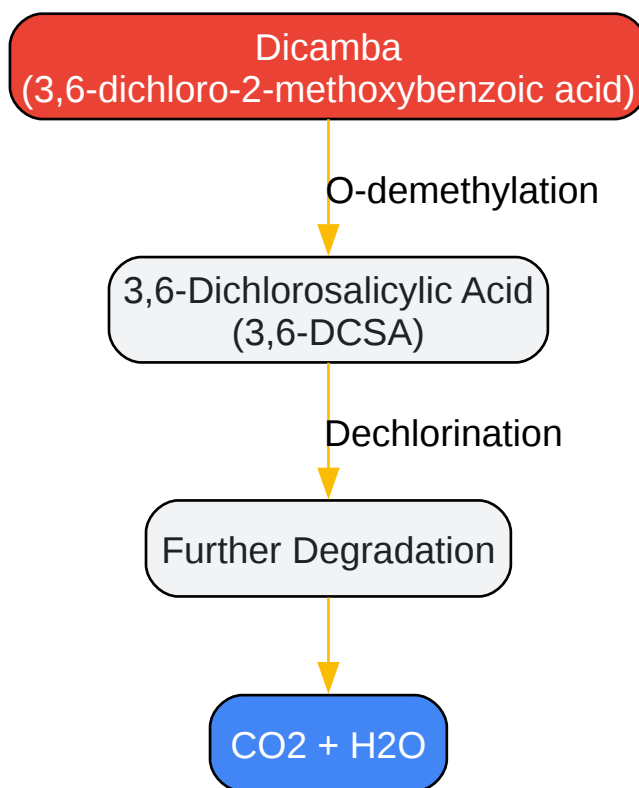 Dicamba
(3,6-dichloro-2-methoxybenzoic acid)
O-demethylation
3,6-Dichlorosalicylic Acid
(3,6-DCSA)
Dechlorination
Further Degradation
CO2 + H2O